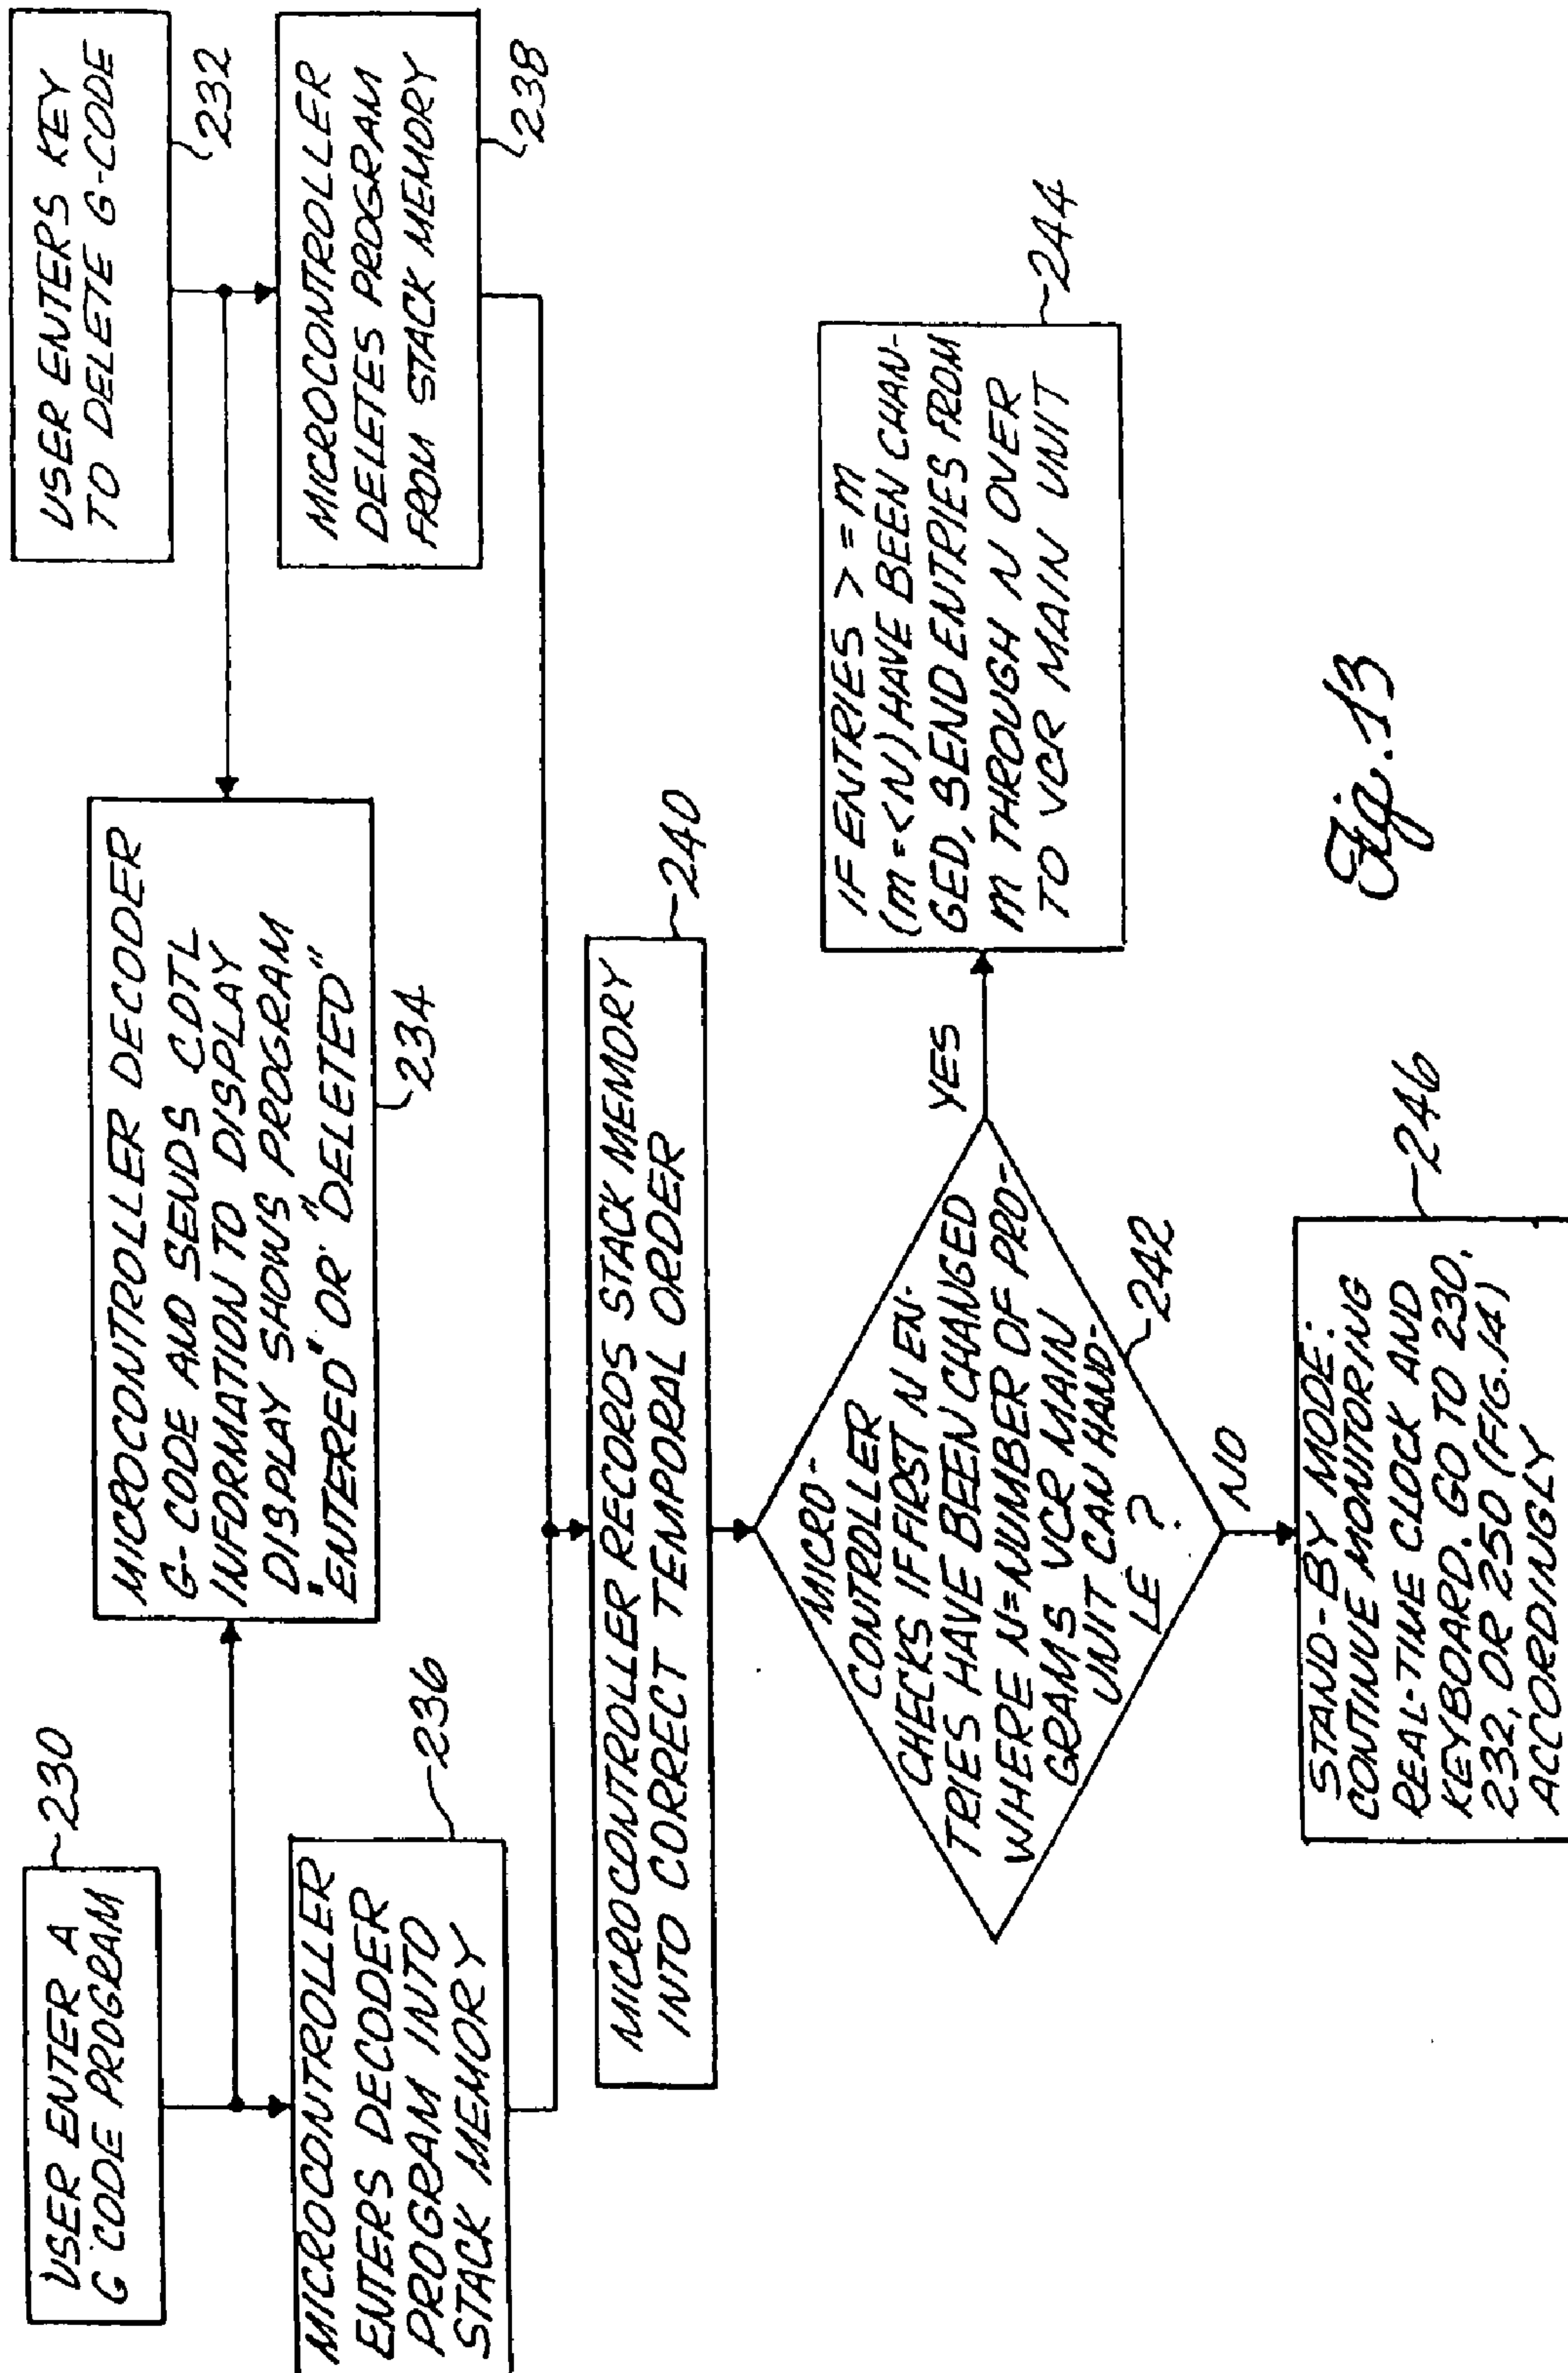 USER ENTER A
G CODE PROGRAM
230
MICROCONTROLLER
ENTERS DECODER
PROGRAM INTO
STACK MEMORY
236
MICROCONTROLLER DECODER
G-CODE AND SENDS CDTL
INFORMATION TO DISPLAY
DISPLAY SHOWS PROGRAM
"ENTERED" OR "DELETED"
234
USER ENTERS KEY
TO DELETE G-CODE
232
MICROCONTROLLER
DELETES PROGRAM
FROM STACK MEMORY
238
MICROCONTROLLER RECORDS STACK MEMORY
INTO CORRECT TEMPORAL ORDER
240
MICRO-
CONTROLLER
CHECKS IF FIRST N EN-
TRIES HAVE BEEN CHANGED
WHERE N=NUMBER OF PRO-
GRAMS VCR MAIN
UNIT CAN HAND-
LE ?
242
YES
IF ENTRIES >= m
(m=<N) HAVE BEEN CHAN-
GED, SEND ENTRIES FROM
m THROUGH N OVER
TO VCR MAIN UNIT
244
NO
STAND-BY MODE:
CONTINUE MONITORING
REAL-TIME CLOCK AND
KEYBOARD. GO TO 230,
232, OR 250 (FIG. 14)
ACCORDINGLY
246
Fig. 13